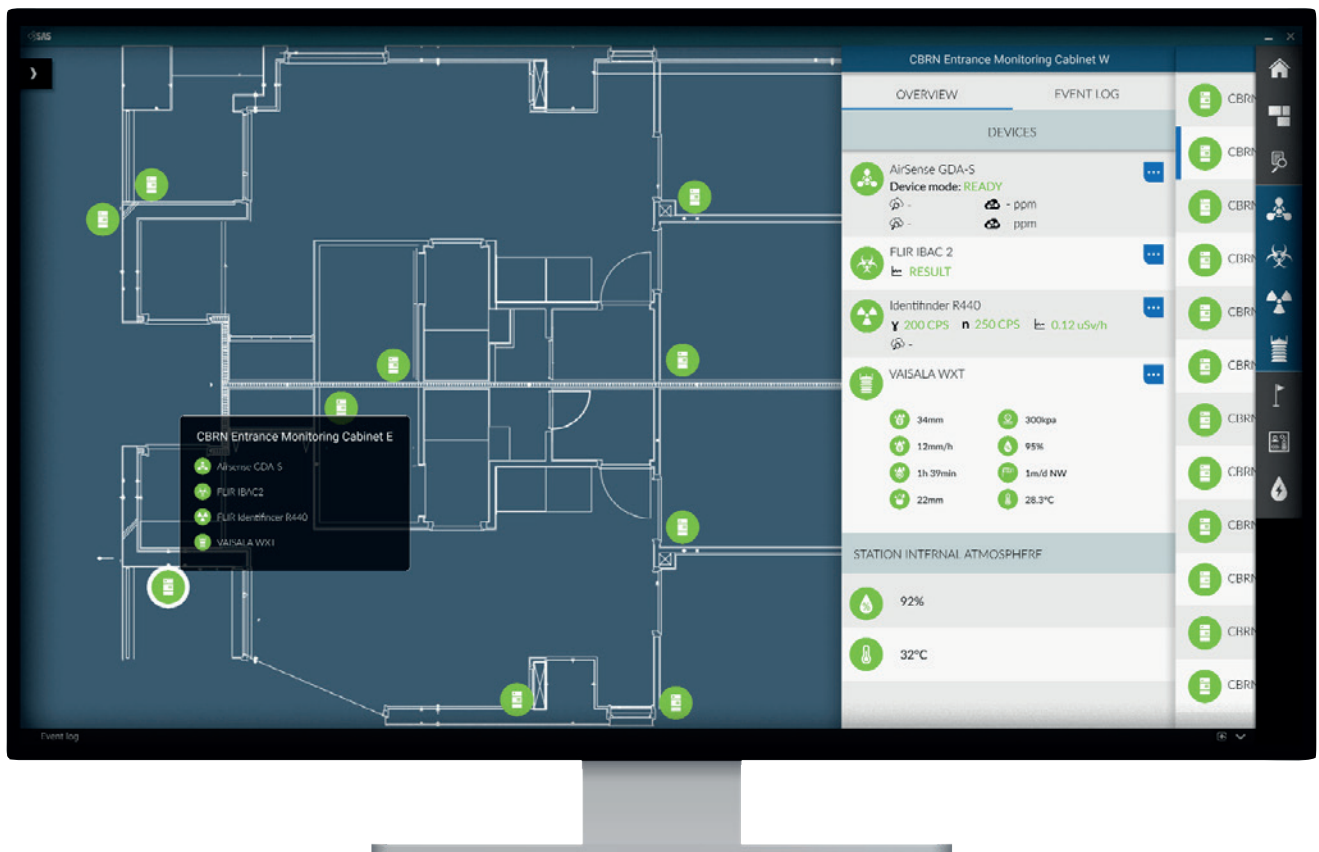 SAS
CBRN Entrance Monitoring Cabinet W
OVERVIEW
EVENT LOG
DEVICES
AirSense GDA-S
Device mode: READY
-
- ppm
-
ppm
FLIR IBAC 2
RESULT
Identifinder R440
γ 200 CPS n 250 CPS 0.12 uSv/h
-
VAISALA WXT
34mm
300kpa
12mm/h
95%
1h 39min
1m/d NW
22mm
28.3°C
STATION INTERNAL ATMOSPHERE
92%
32°C
CBRN
CBRN
CBRN
CBRN
CBRN
CBRN
CBRN
CBRN
CBRN
CBRN
CBRN
CBRN
CBRN Entrance Monitoring Cabinet E
Airsense GDA-S
FLIR IBAC2
FLIR Identifincer R440
VAISALA WXT
Event log